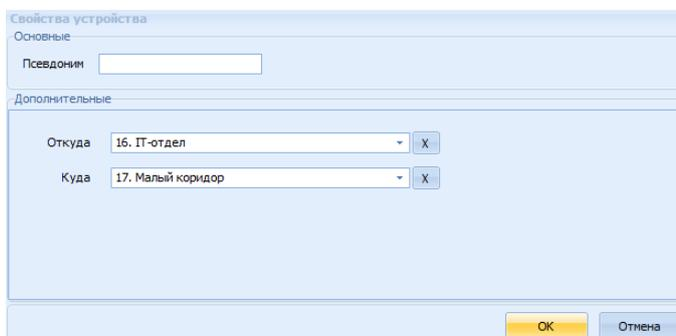 Свойства устройства
Основные
Псевдоним
Дополнительные
Откуда 16. IT-отдел X
Куда 17. Малый коридор X
OK Отмена